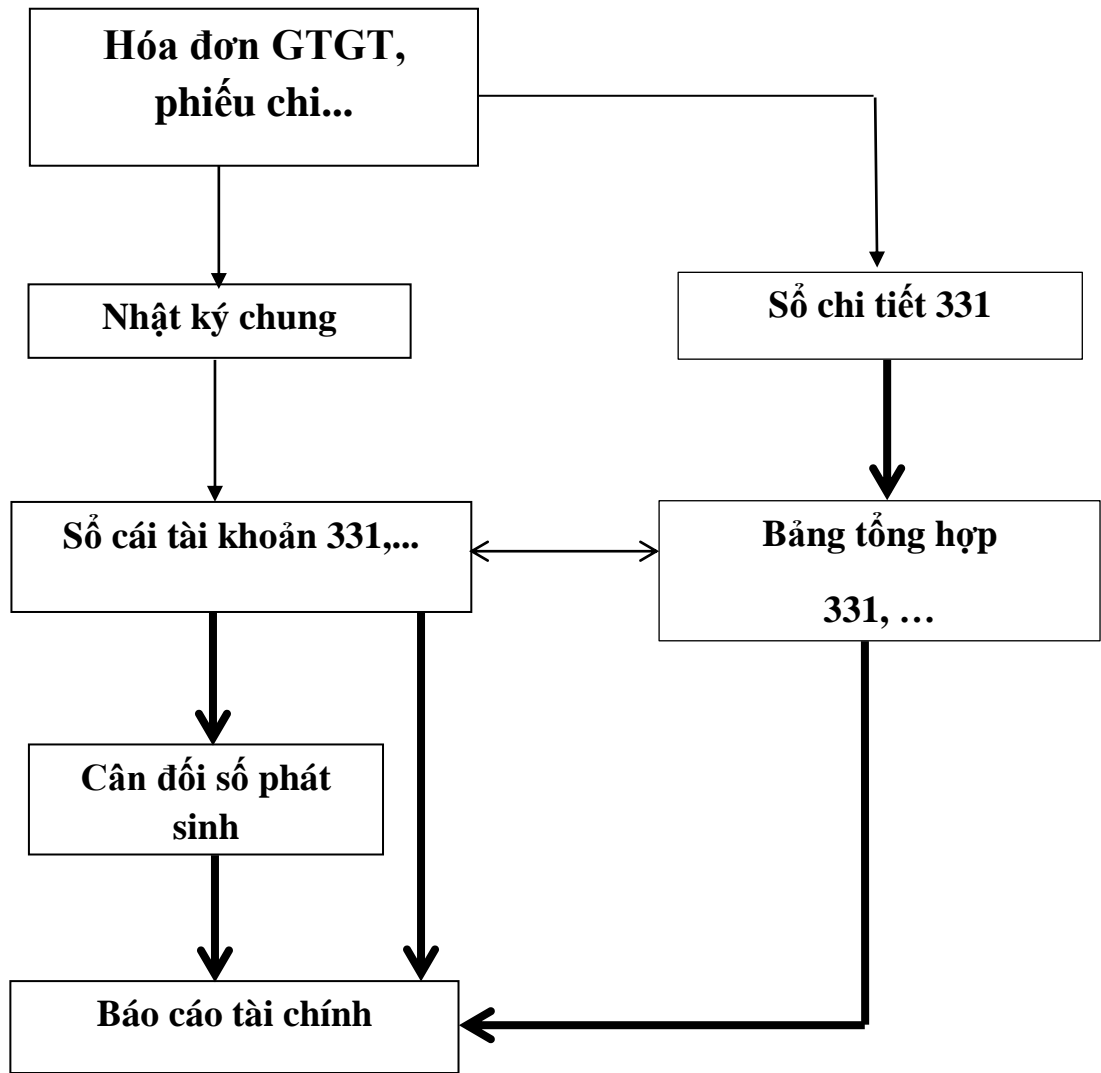 Hóa đơn GTGT,
phiếu chi...
Nhật ký chung
Sổ chi tiết 331
Sổ cái tài khoản 331,...
Bảng tổng hợp
331, …
Cân đối số phát
sinh
Báo cáo tài chính